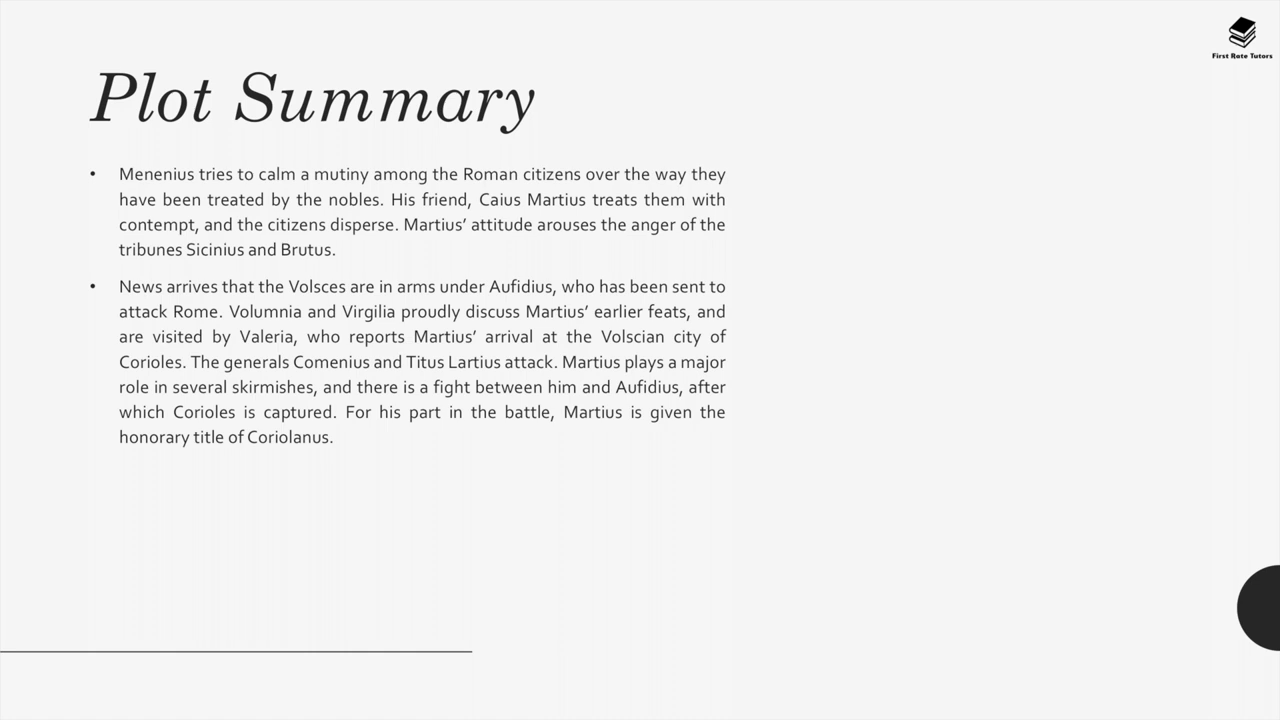 First Rate Tutors
Plot Summary
• Menenius tries to calm a mutiny among the Roman citizens over the way they
have been treated by the nobles. His friend, Caius Martius treats them with
contempt, and the citizens disperse. Martius’ attitude arouses the anger of the
tribunes Sicinius and Brutus.
• News arrives that the Volsces are in arms under Aufidius, who has been sent to
attack Rome. Volumnia and Virgilia proudly discuss Martius’ earlier feats, and
are visited by Valeria, who reports Martius’ arrival at the Volscian city of
Corioles. The generals Comenius and Titus Lartius attack. Martius plays a major
role in several skirmishes, and there is a fight between him and Aufidius, after
which Corioles is captured. For his part in the battle, Martius is given the
honorary title of Coriolanus.